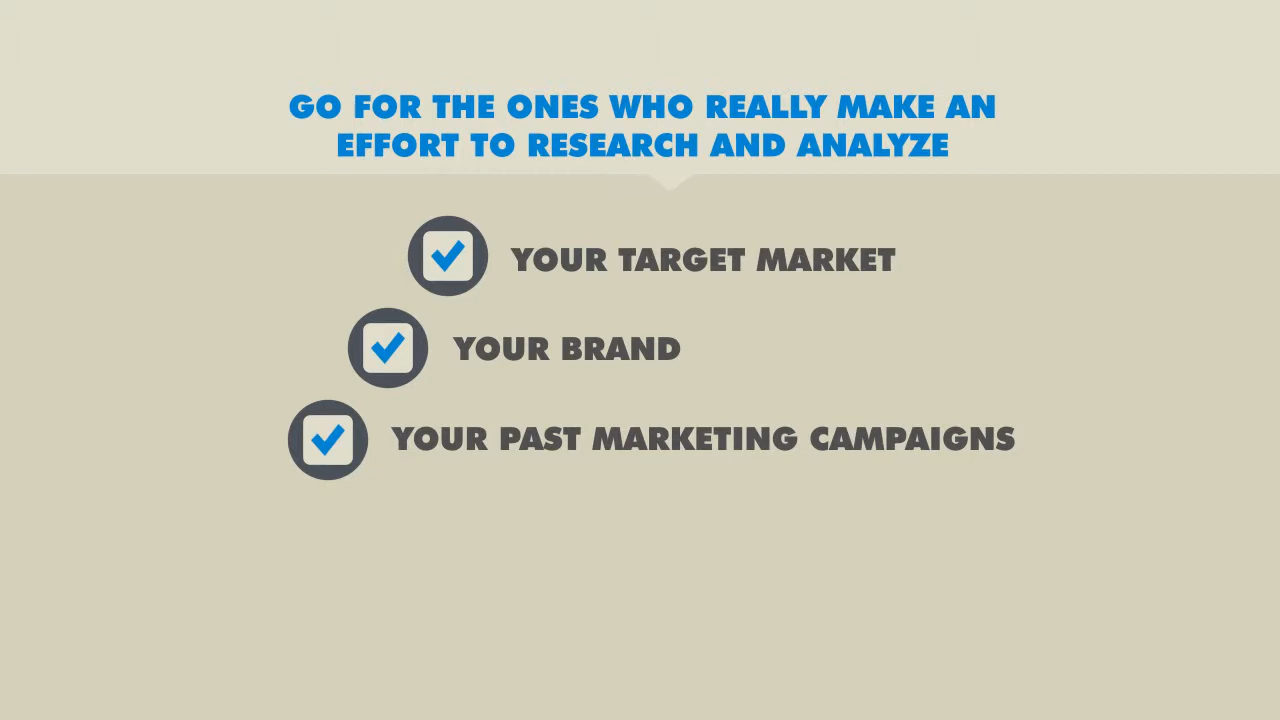 GO FOR THE ONES WHO REALLY MAKE AN
EFFORT TO RESEARCH AND ANALYZE
YOUR TARGET MARKET
YOUR BRAND
YOUR PAST MARKETING CAMPAIGNS